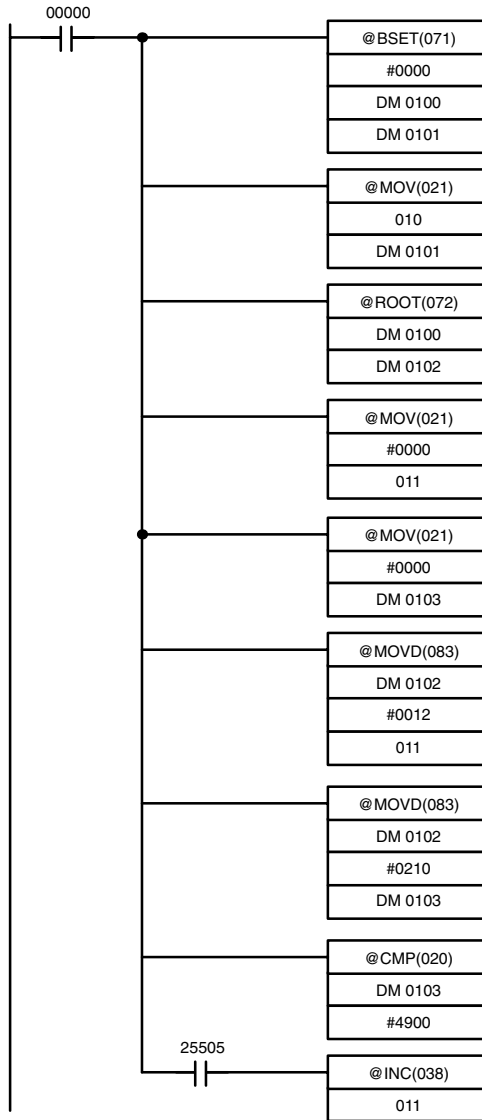 00000
@BSET(071)
#0000
DM 0100
DM 0101
@MOV(021)
010
DM 0101
@ROOT(072)
DM 0100
DM 0102
@MOV(021)
#0000
011
@MOV(021)
#0000
DM 0103
@MOVD(083)
DM 0102
#0012
011
@MOVD(083)
DM 0102
#0210
DM 0103
@CMP(020)
DM 0103
#4900
25505
@INC(038)
011